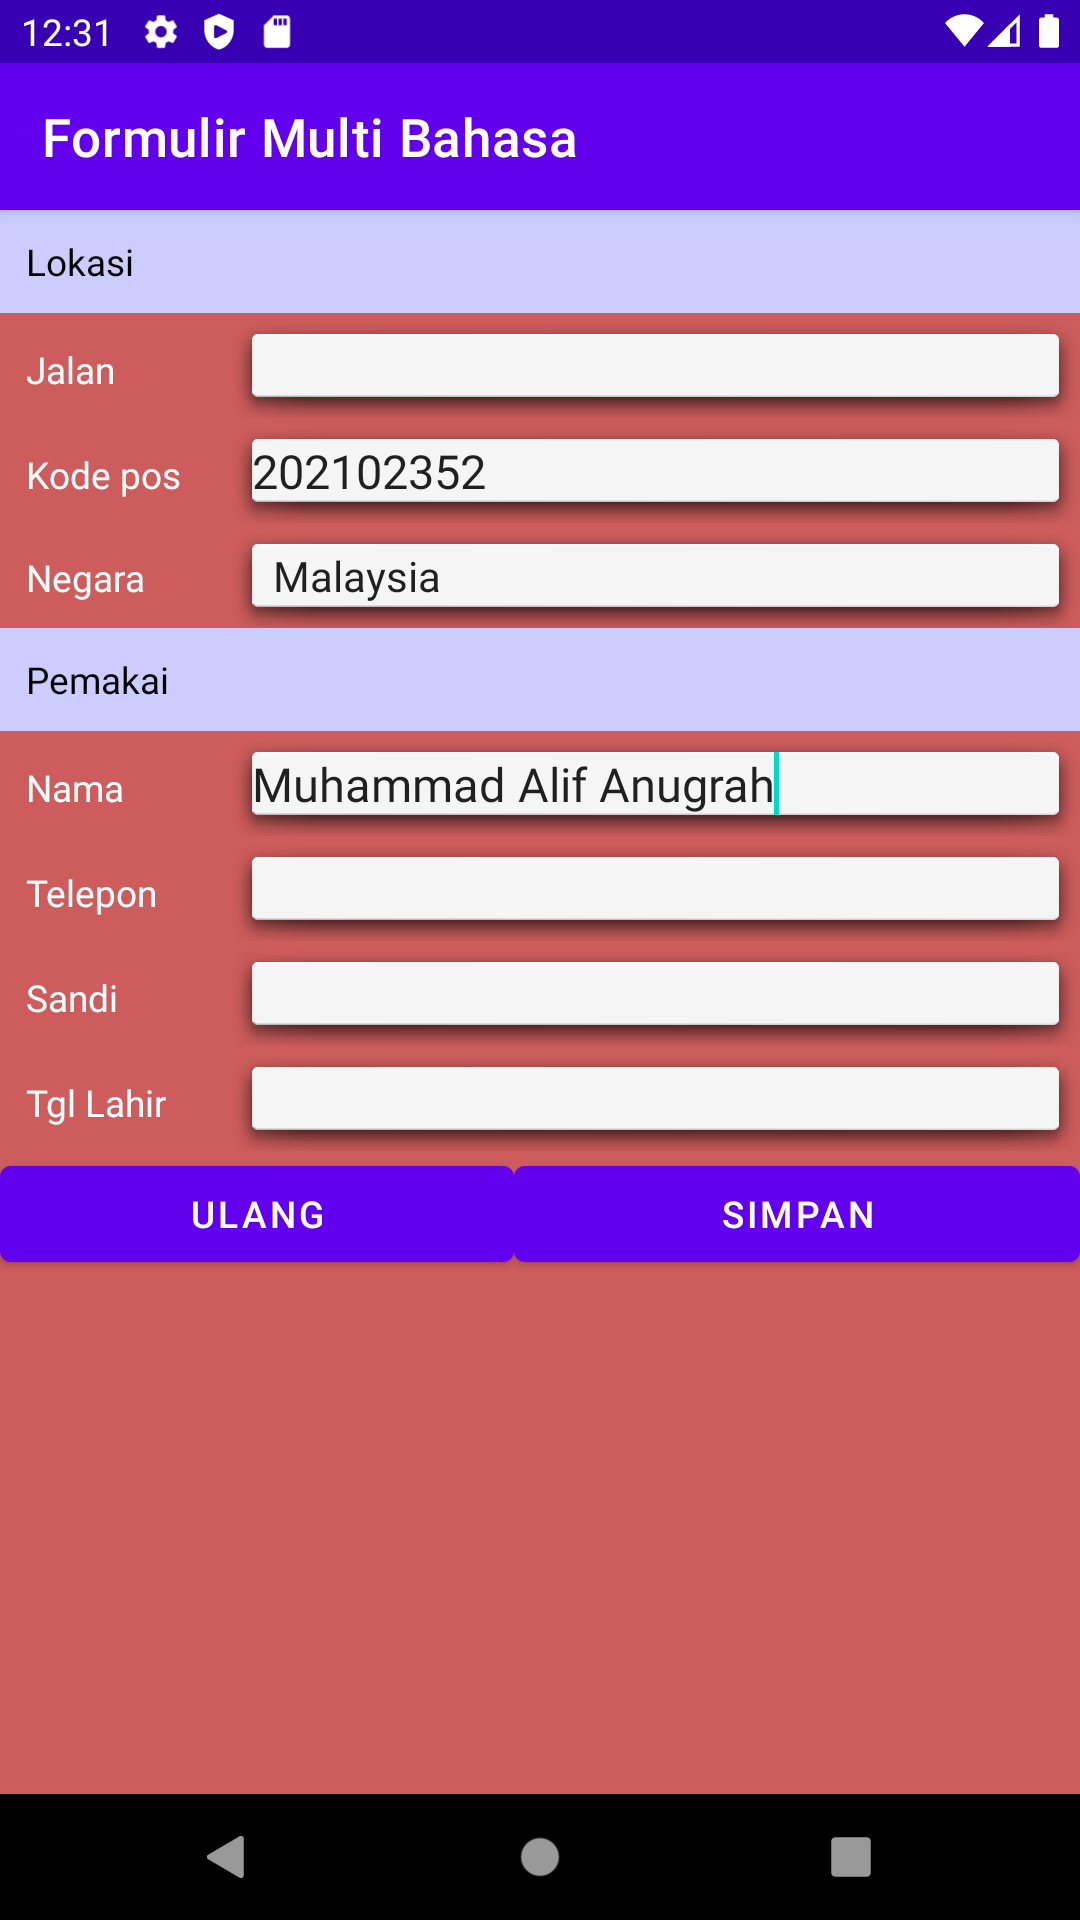 12:31
Formulir Multi Bahasa
Lokasi
Jalan
Kode pos 202102352
Negara Malaysia
Pemakai
Nama Muhammad Alif Anugrah
Telepon
Sandi
Tgl Lahir
ULANG SIMPAN